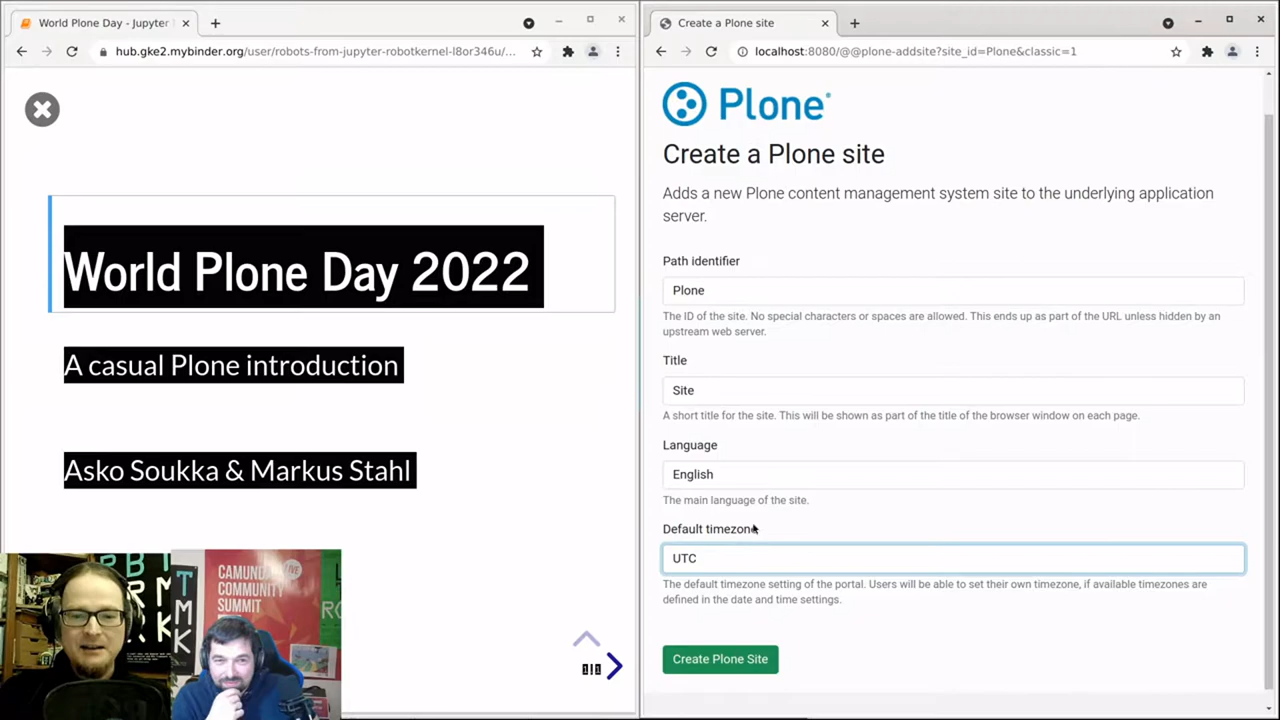 World Plone Day - Jupyter
hub.gke2.mybinder.org/user/robots-from-jupyter-robotkernel-l8or346u/...
World Plone Day 2022
A casual Plone introduction
Asko Soukka & Markus Stahl
CAMUNDA
COMMUNITY
SUMMIT
LIVE
TMK
Create a Plone site
localhost:8080/@@plone-addsite?site_id=Plone&classic=1
Plone
Create a Plone site
Adds a new Plone content management system site to the underlying application
server.
Path identifier
Plone
The ID of the site. No special characters or spaces are allowed. This ends up as part of the URL unless hidden by an
upstream web server.
Title
Site
A short title for the site. This will be shown as part of the title of the browser window on each page.
Language
English
The main language of the site.
Default timezone
UTC
The default timezone setting of the portal. Users will be able to set their own timezone, if available timezones are
defined in the date and time settings.
Create Plone Site